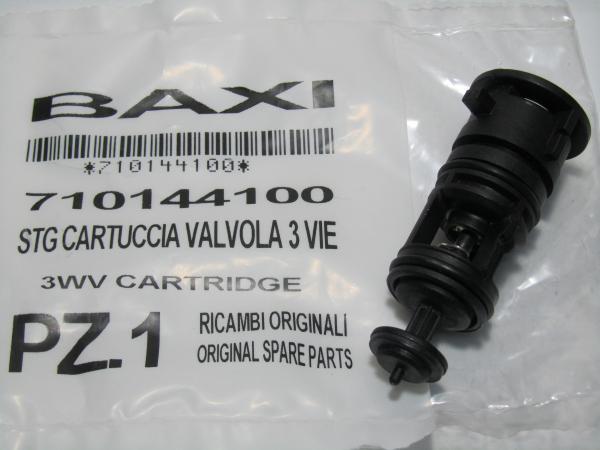 BAXI
*710144100*
710144100
STG CARTUCCIA VALVOLA 3 VIE
3WV CARTRIDGE
PZ.1
RICAMBI ORIGINALI
ORIGINAL SPARE PARTS